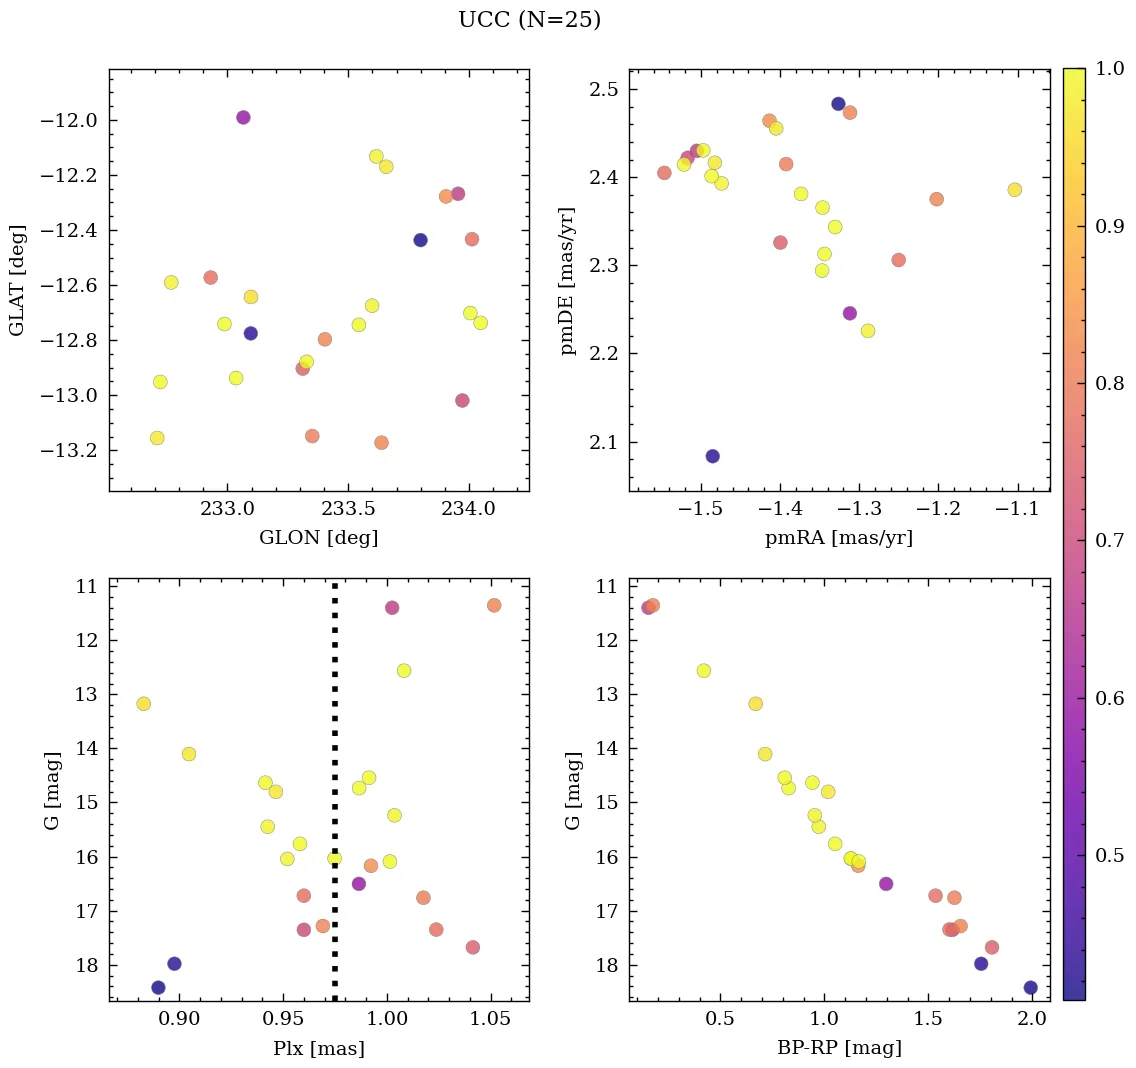 UCC (N=25)
−12.0
−12.2
−12.4
−12.6
−12.8
−13.0
−13.2
GLAT [deg]
233.0 233.5 234.0
GLON [deg]
2.5
2.4
2.3
2.2
2.1
pmDE [mas/yr]
−1.5 −1.4 −1.3 −1.2 −1.1
pmRA [mas/yr]
11
12
13
14
15
16
17
18
G [mag]
0.90 0.95 1.00 1.05
Plx [mas]
11
12
13
14
15
16
17
18
G [mag]
0.5 1.0 1.5 2.0
BP-RP [mag]
1.0
0.9
0.8
0.7
0.6
0.5